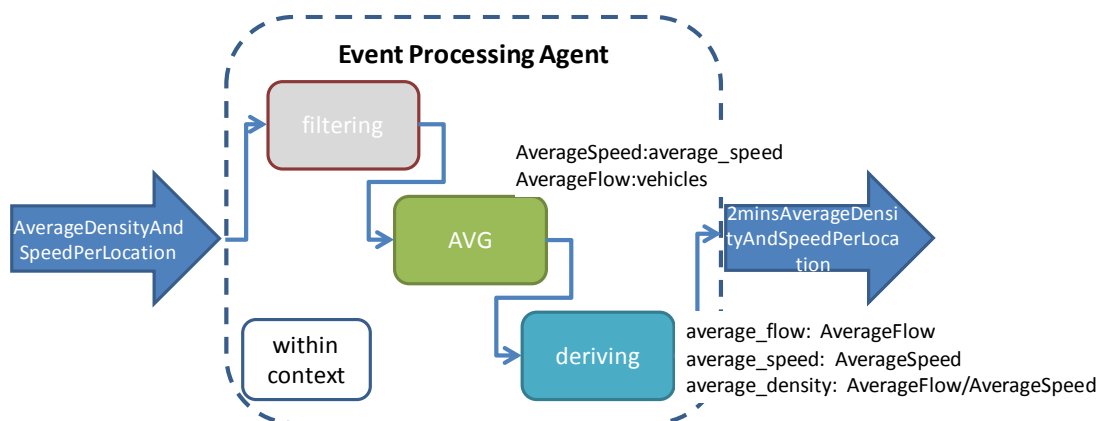 Event Processing Agent
filtering
AverageSpeed:average_speed
AverageFlow:vehicles
AverageDensityAnd
SpeedPerLocation
AVG
2minsAverageDensi
tyAndSpeedPerLoca
tion
within
context
deriving
average_flow: AverageFlow
average_speed: AverageSpeed
average_density: AverageFlow/AverageSpeed